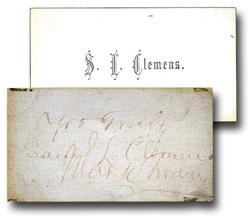 S. L. Clemens.
Yrs Truly
Saml. L. Clemens
Mark Twain